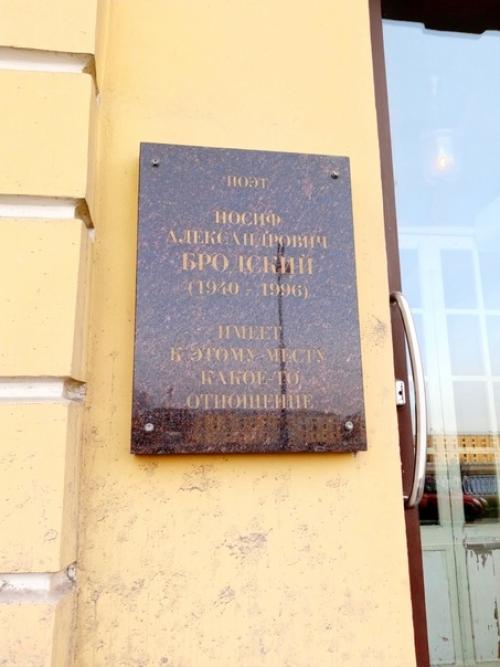 ПОЭТ
ИОСИФ
АЛЕКСАНДРОВИЧ
БРОДСКИЙ
(1940 - 1996)
ИМЕЕТ
К ЭТОМУ МЕСТУ
КАКОЕ-ТО
ОТНОШЕНИЕ